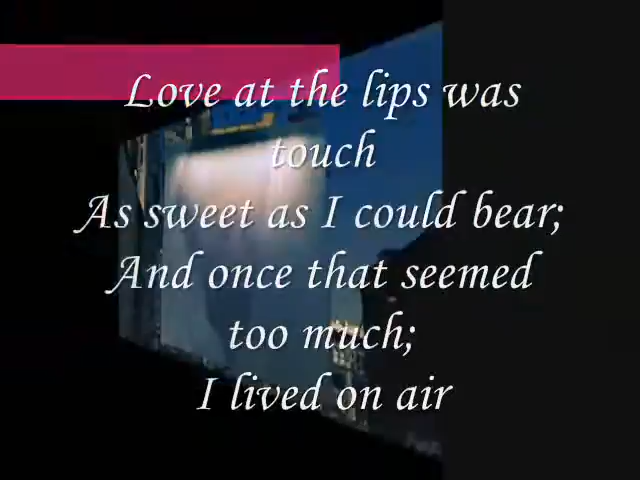 Love at the lips was
touch
As sweet as I could bear;
And once that seemed
too much;
I lived on air